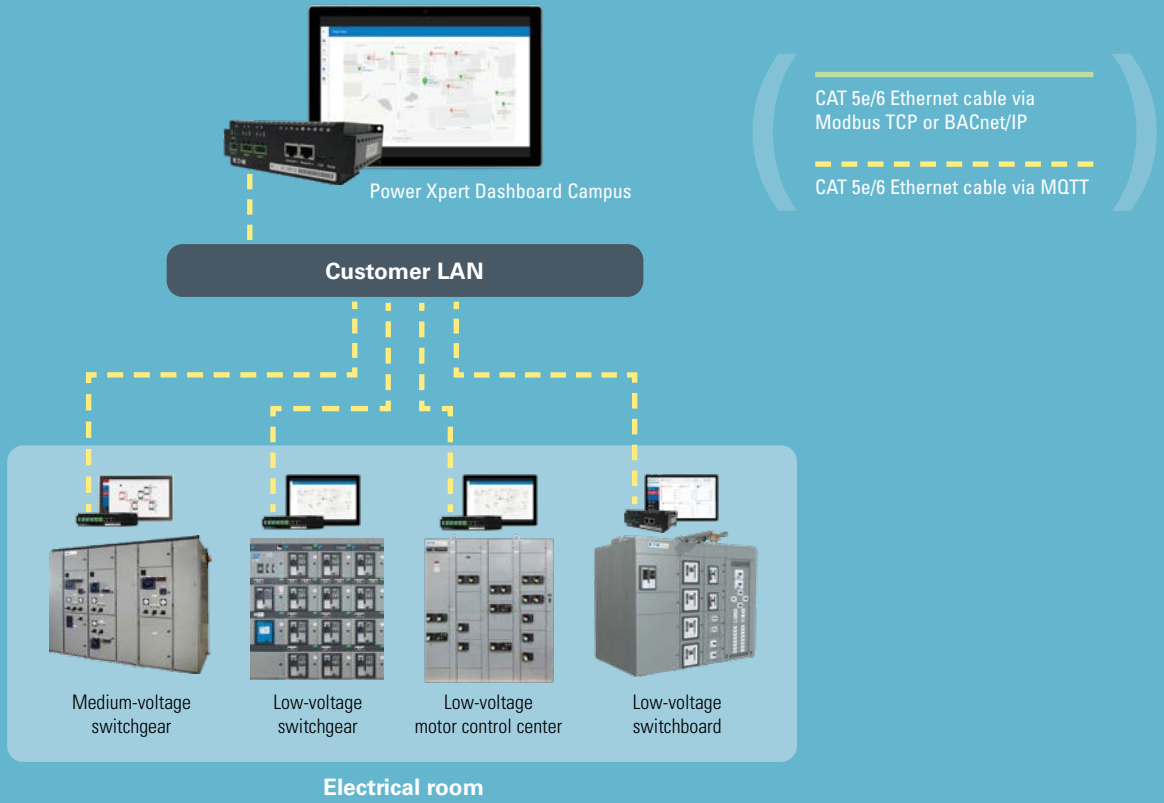 Power Xpert Dashboard Campus
CAT 5e/6 Ethernet cable via
Modbus TCP or BACnet/IP
CAT 5e/6 Ethernet cable via MQTT
Customer LAN
Medium-voltage
switchgear
Low-voltage
switchgear
Low-voltage
motor control center
Low-voltage
switchboard
Electrical room